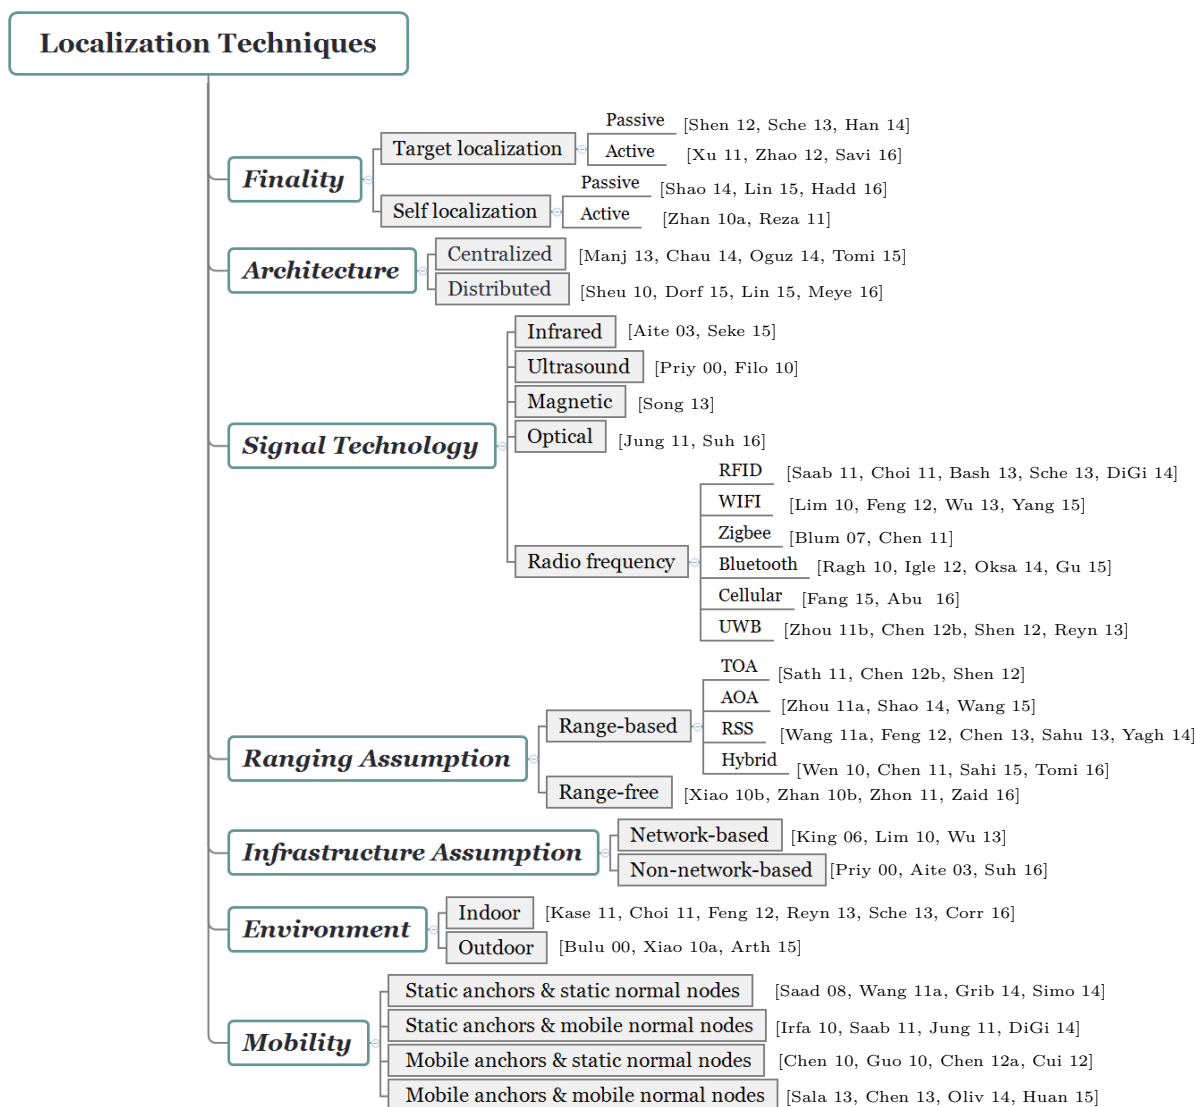 Localization Techniques
Finality
Target localization
Passive [Shen 12, Sche 13, Han 14]
Active [Xu 11, Zhao 12, Savi 16]
Self localization
Passive [Shao 14, Lin 15, Hadd 16]
Active [Zhan 10a, Reza 11]
Architecture
Centralized [Manj 13, Chau 14, Oguz 14, Tomi 15]
Distributed [Sheu 10, Dorf 15, Lin 15, Meye 16]
Signal Technology
Infrared [Aite 03, Seke 15]
Ultrasound [Priy 00, Filo 10]
Magnetic [Song 13]
Optical [Jung 11, Suh 16]
Radio frequency
RFID [Saab 11, Choi 11, Bash 13, Sche 13, DiGi 14]
WIFI [Lim 10, Feng 12, Wu 13, Yang 15]
Zigbee [Blum 07, Chen 11]
Bluetooth [Ragh 10, Igle 12, Oksa 14, Gu 15]
Cellular [Fang 15, Abu 16]
UWB [Zhou 11b, Chen 12b, Shen 12, Reyn 13]
Ranging Assumption
Range-based
TOA [Sath 11, Chen 12b, Shen 12]
AOA [Zhou 11a, Shao 14, Wang 15]
RSS [Wang 11a, Feng 12, Chen 13, Sahu 13, Yagh 14]
Hybrid [Wen 10, Chen 11, Sahi 15, Tomi 16]
Range-free [Xiao 10b, Zhan 10b, Zhon 11, Zaid 16]
Infrastructure Assumption
Network-based [King 06, Lim 10, Wu 13]
Non-network-based [Priy 00, Aite 03, Suh 16]
Environment
Indoor [Kase 11, Choi 11, Feng 12, Reyn 13, Sche 13, Corr 16]
Outdoor [Bulu 00, Xiao 10a, Arth 15]
Mobility
Static anchors & static normal nodes [Saad 08, Wang 11a, Grib 14, Simo 14]
Static anchors & mobile normal nodes [Irfa 10, Saab 11, Jung 11, DiGi 14]
Mobile anchors & static normal nodes [Chen 10, Guo 10, Chen 12a, Cui 12]
Mobile anchors & mobile normal nodes [Sala 13, Chen 13, Oliv 14, Huan 15]